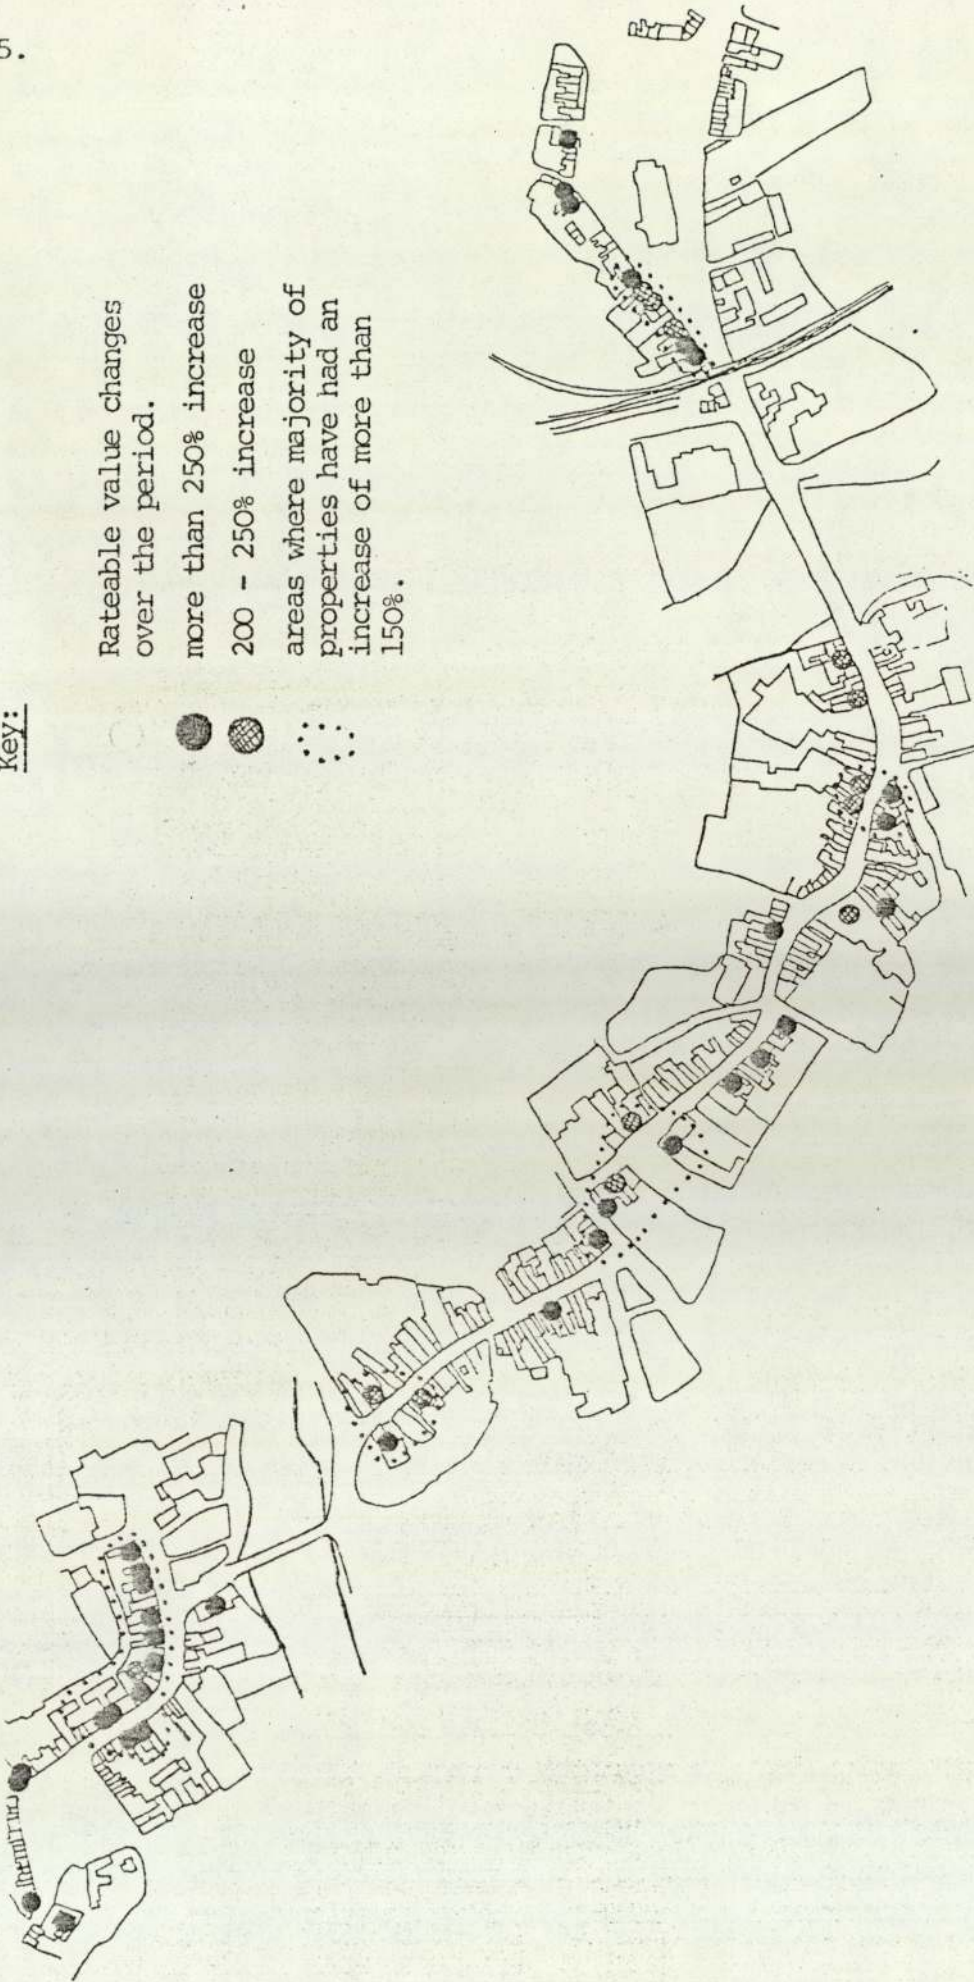 5.
Key:
Rateable value changes
over the period.
more than 250% increase
200 - 250% increase
areas where majority of
properties have had an
increase of more than
150%.